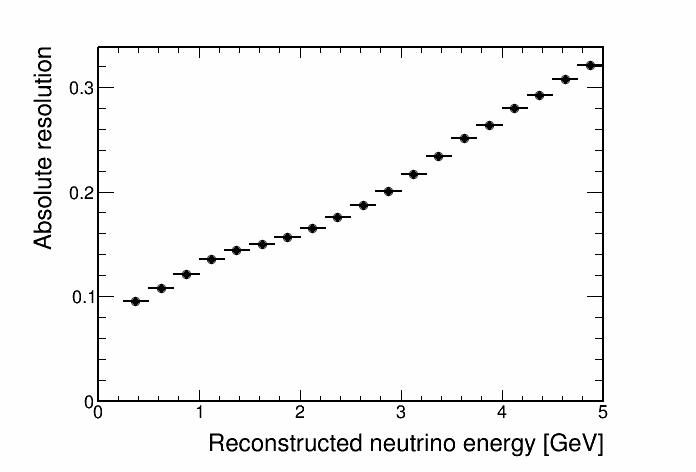 Absolute resolution
0.3
0.2
0.1
0
0 1 2 3 4 5
Reconstructed neutrino energy [GeV]